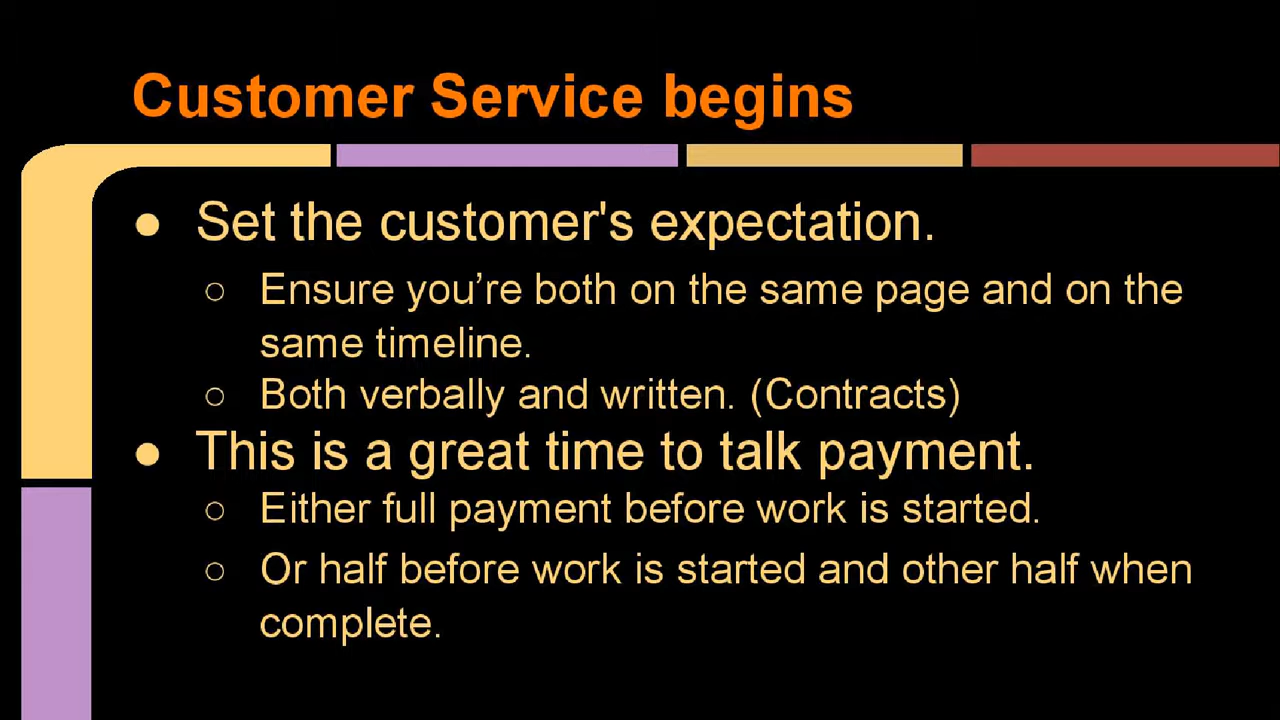 Customer Service begins
● Set the customer's expectation.
○ Ensure you’re both on the same page and on the
same timeline.
○ Both verbally and written. (Contracts)
● This is a great time to talk payment.
○ Either full payment before work is started.
○ Or half before work is started and other half when
complete.